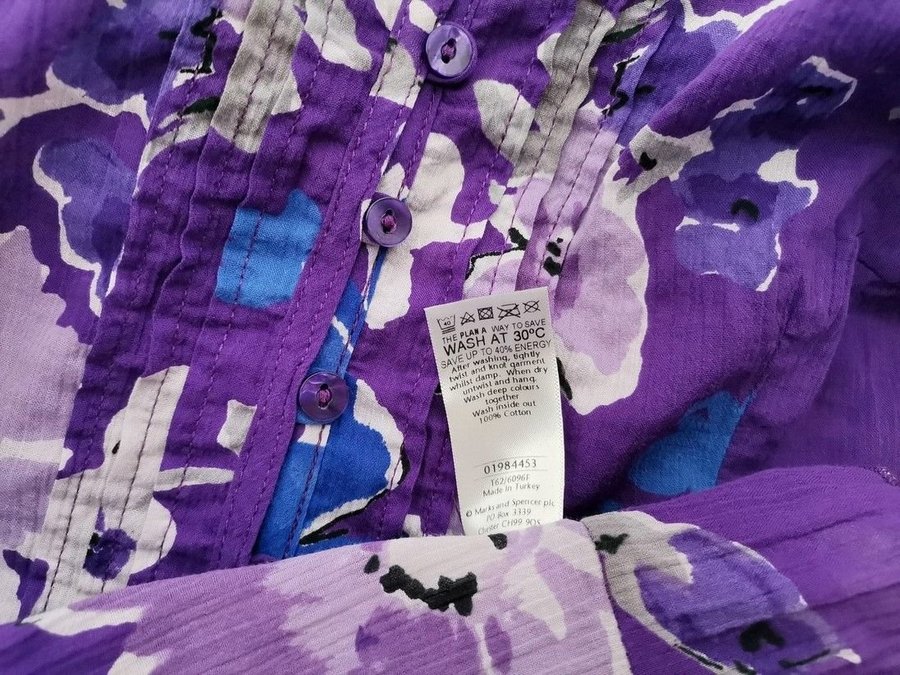 40
THE PLAN A WAY TO SAVE
WASH AT 30°C
SAVE UP TO 40% ENERGY
After washing, tightly
twist and knot garment
whilst damp. When dry
untwist and hang.
Wash deep colours
together
Wash inside out
100% Cotton
01984453
T62/6096F
Made in Turkey
© Marks and Spencer plc
PO Box 3339
Chester CH99 9QS